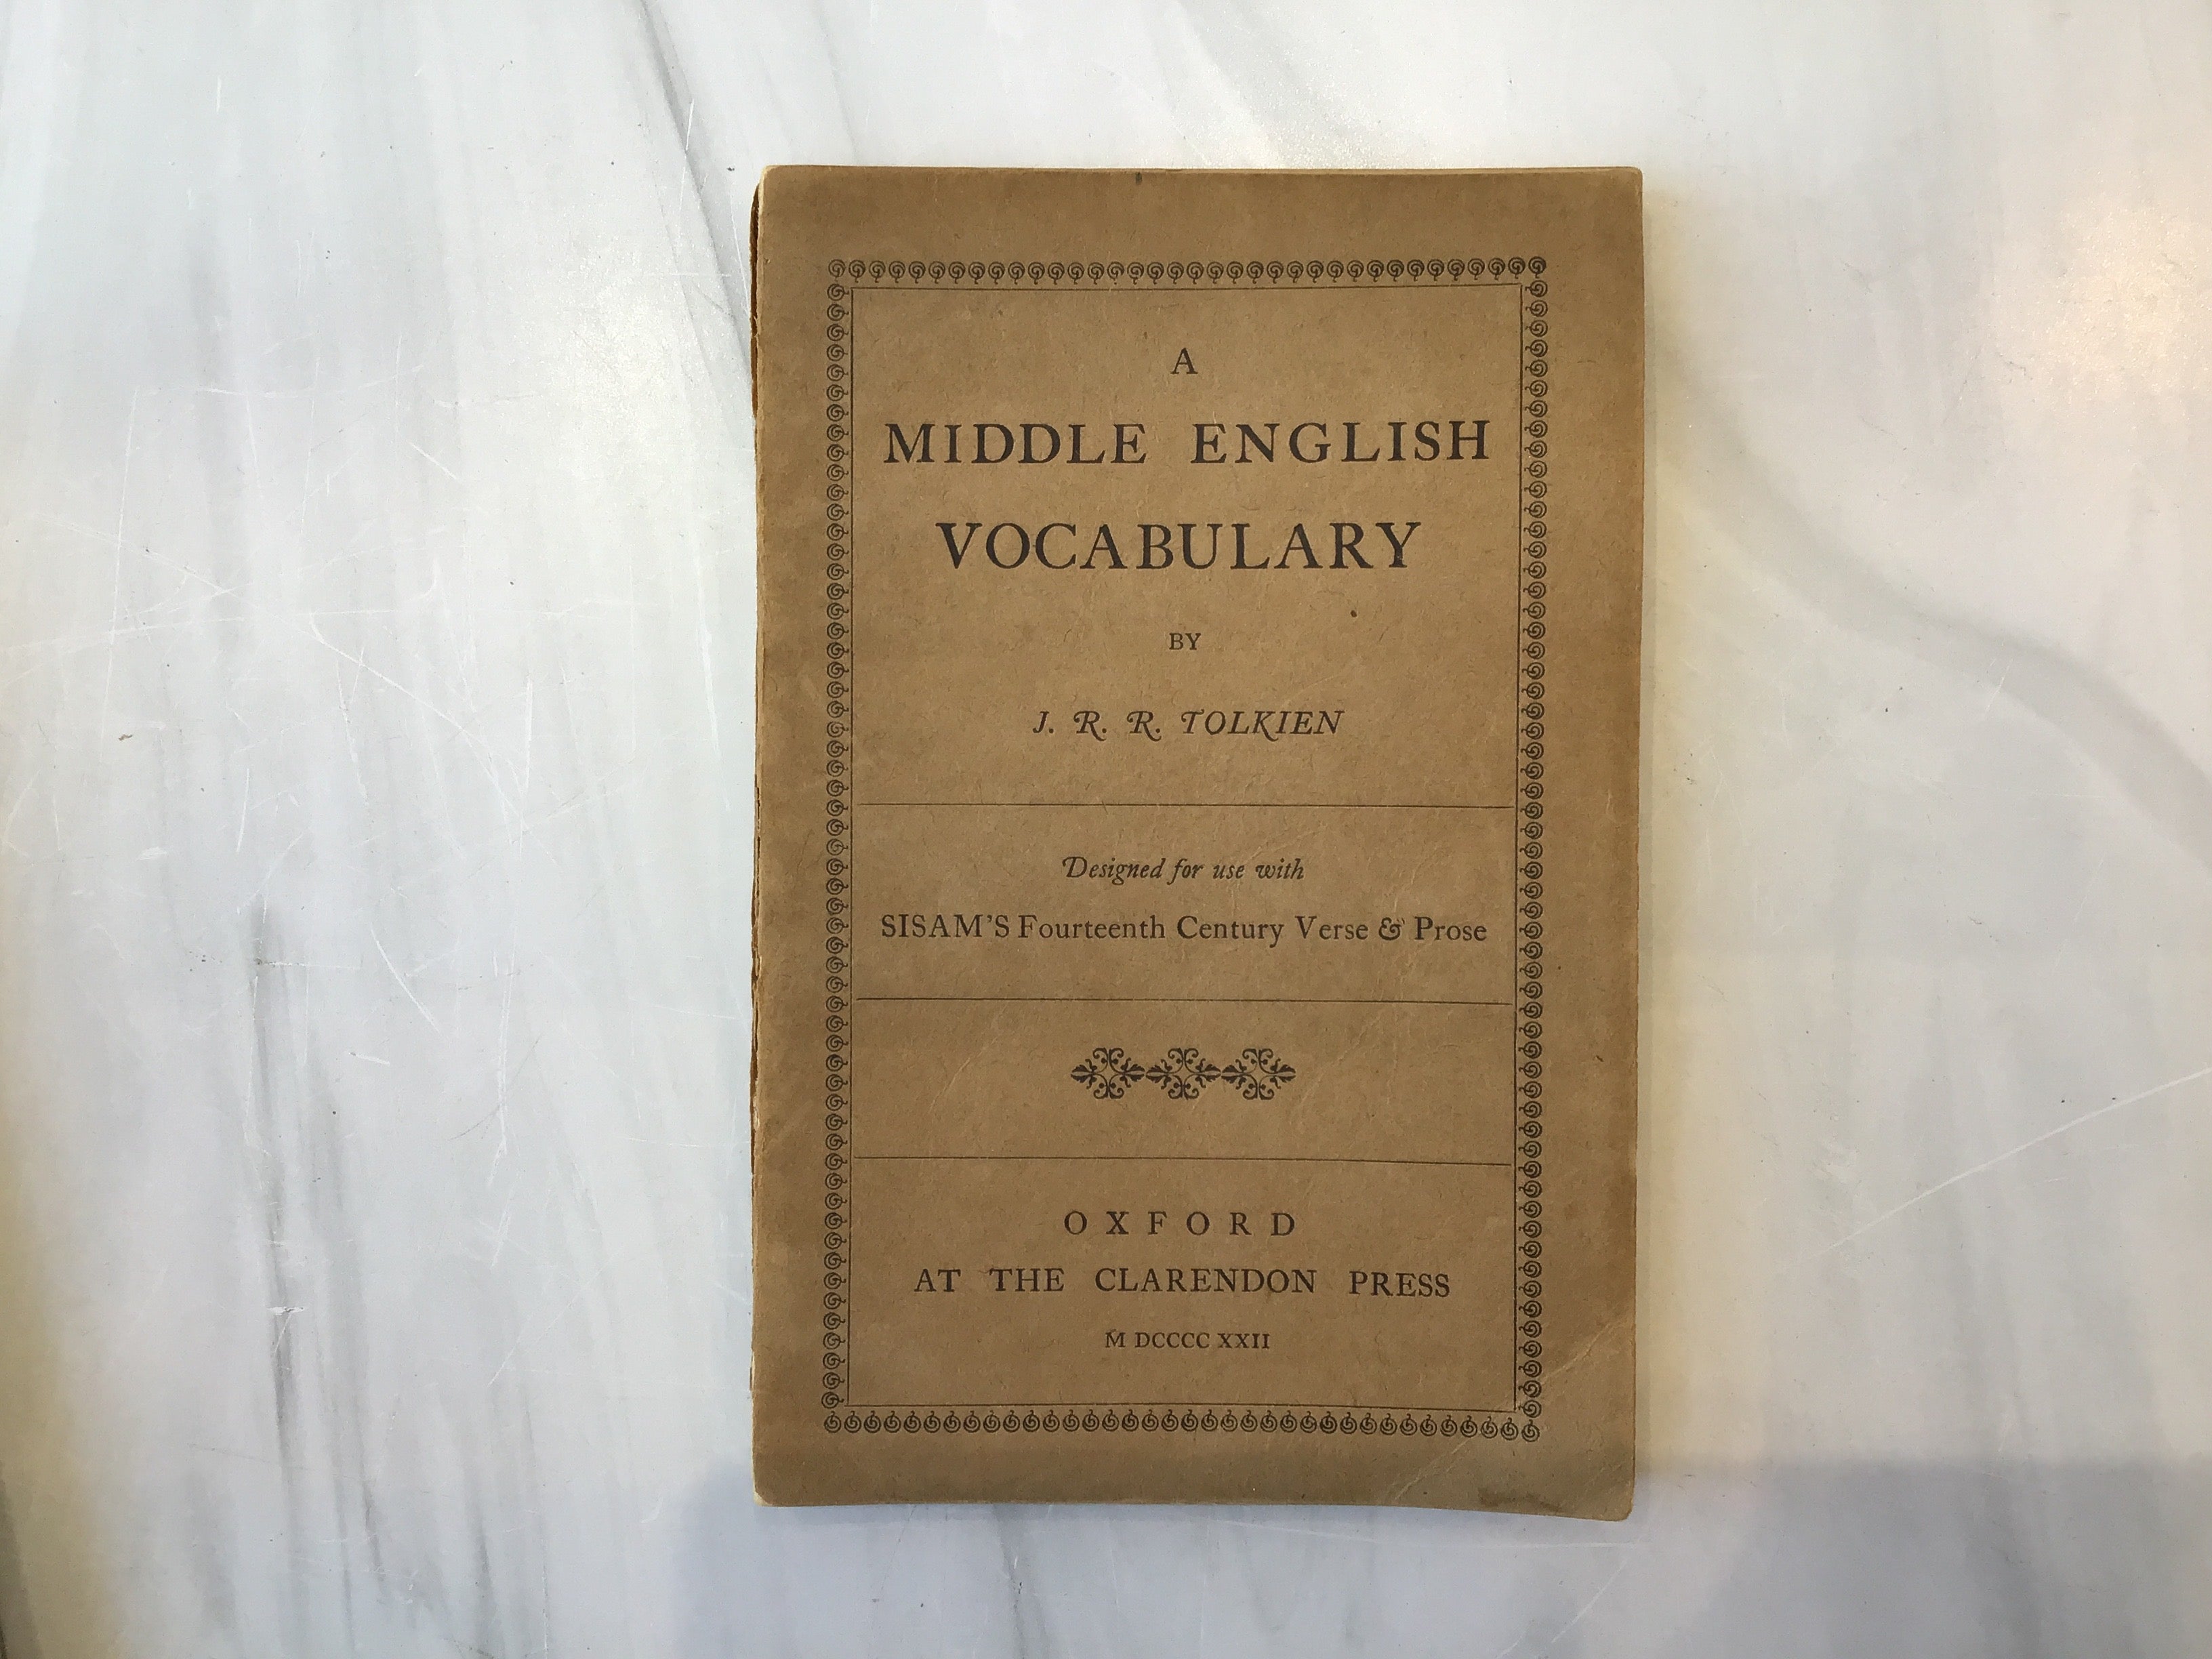 A
MIDDLE ENGLISH
VOCABULARY
BY
J. R. R. TOLKIEN
Designed for use with
SISAM'S Fourteenth Century Verse & Prose
OXFORD
AT THE CLARENDON PRESS
M DCCCC XXII